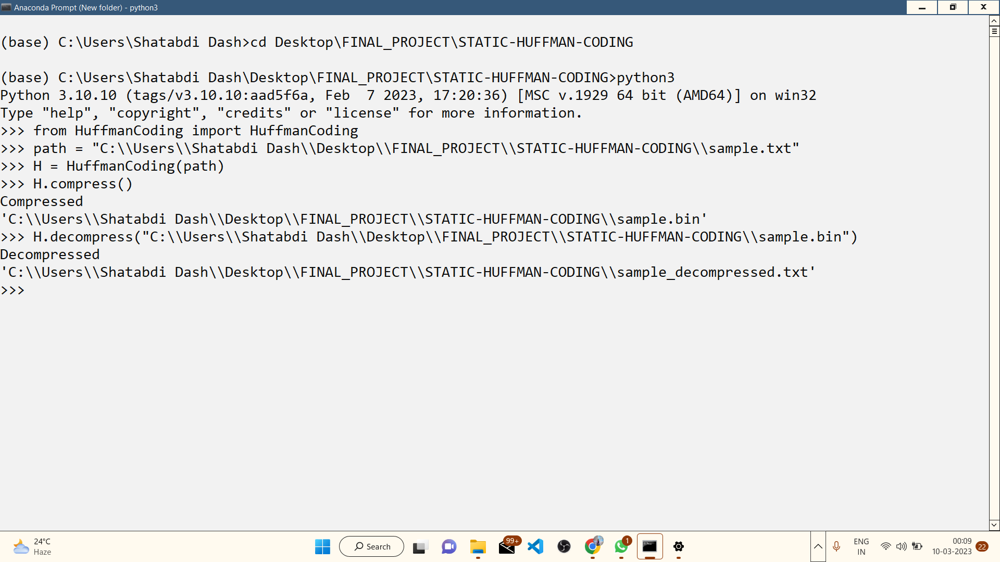 Anaconda Prompt (New folder) - python3
(base) C:\Users\Shatabdi Dash>cd Desktop\FINAL_PROJECT\STATIC-HUFFMAN-CODING
(base) C:\Users\Shatabdi Dash\Desktop\FINAL_PROJECT\STATIC-HUFFMAN-CODING>python3
Python 3.10.10 (tags/v3.10.10:aad5f6a, Feb  7 2023, 17:20:36) [MSC v.1929 64 bit (AMD64)] on win32
Type "help", "copyright", "credits" or "license" for more information.
>>> from HuffmanCoding import HuffmanCoding
>>> path = "C:\\Users\\Shatabdi Dash\\Desktop\\FINAL_PROJECT\\STATIC-HUFFMAN-CODING\\sample.txt"
>>> H = HuffmanCoding(path)
>>> H.compress()
Compressed
'C:\\Users\\Shatabdi Dash\\Desktop\\FINAL_PROJECT\\STATIC-HUFFMAN-CODING\\sample.bin'
>>> H.decompress("C:\\Users\\Shatabdi Dash\\Desktop\\FINAL_PROJECT\\STATIC-HUFFMAN-CODING\\sample.bin")
Decompressed
'C:\\Users\\Shatabdi Dash\\Desktop\\FINAL_PROJECT\\STATIC-HUFFMAN-CODING\\sample_decompressed.txt'
>>>
24°C
Haze
Search
99+
1
ENG
IN
00:09
10-03-2023
22